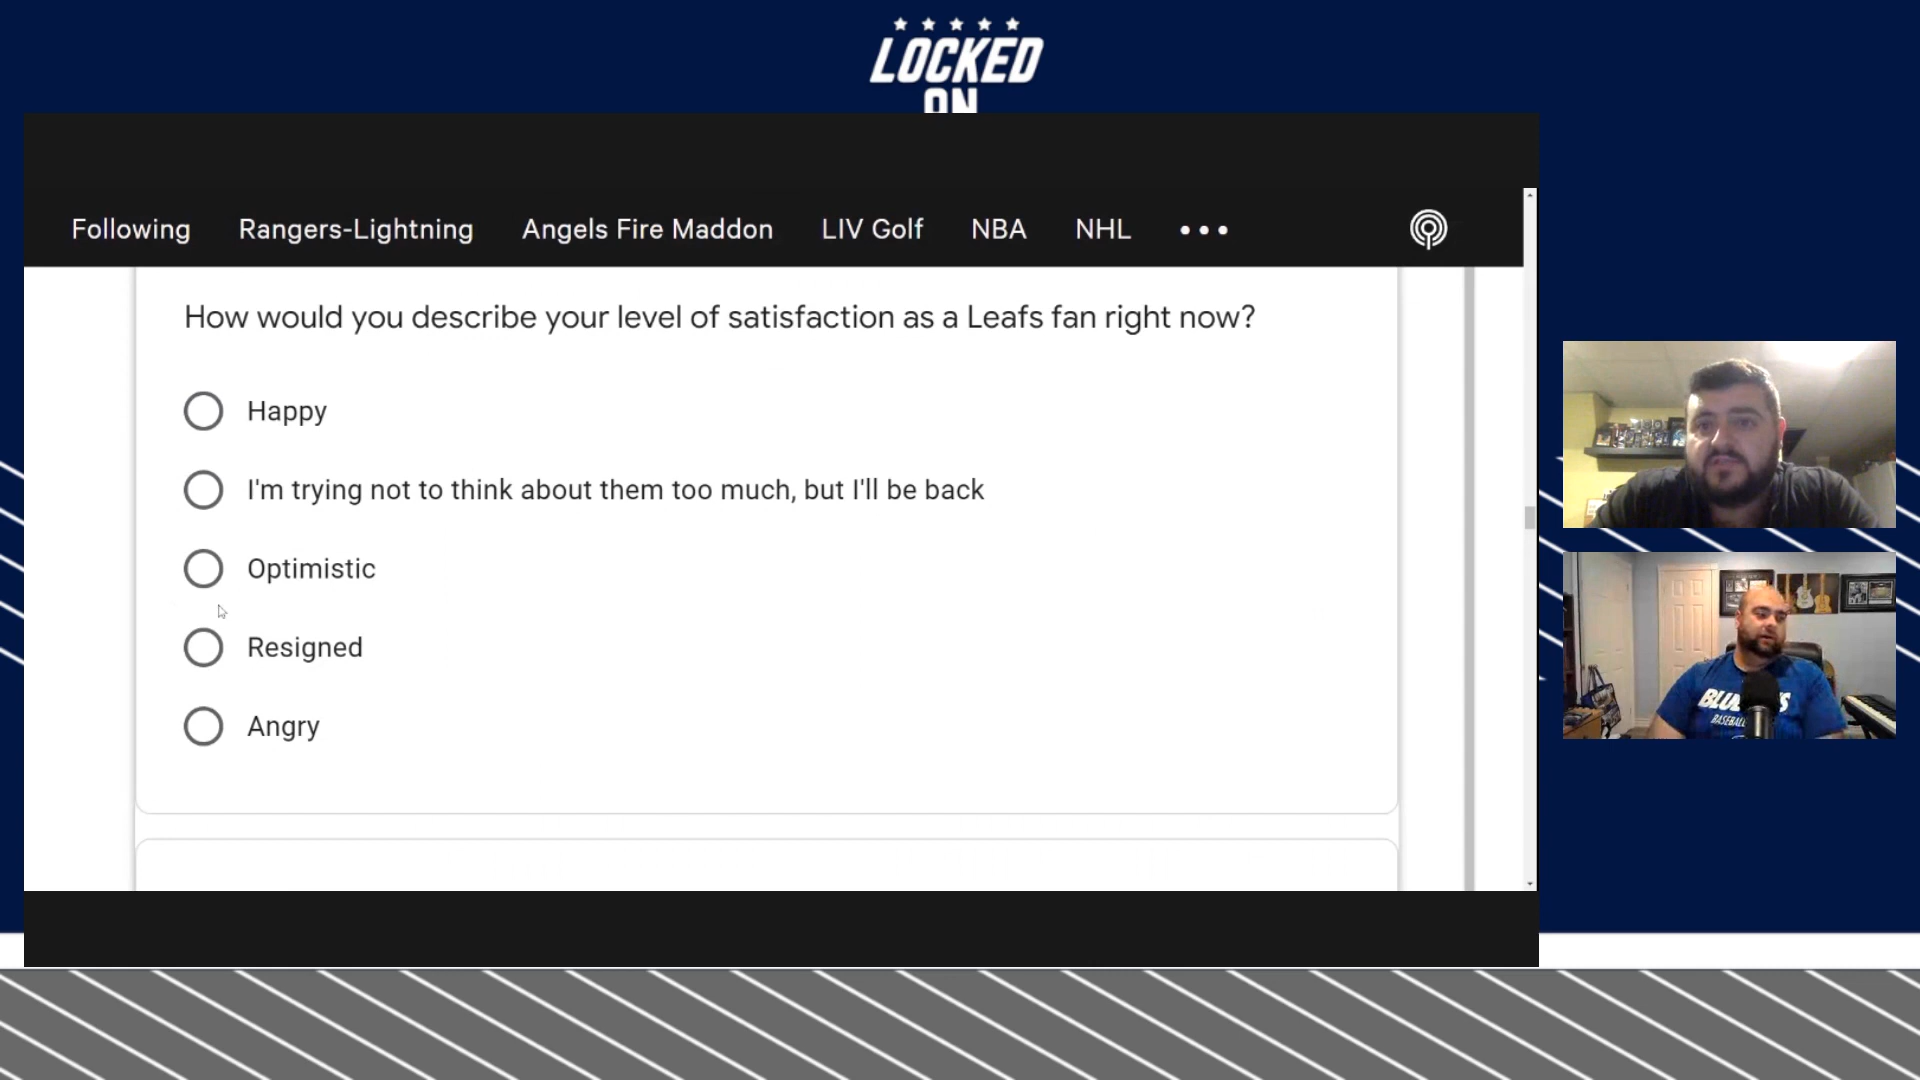 LOCKED
ON
Following Rangers-Lightning Angels Fire Maddon LIV Golf NBA NHL
How would you describe your level of satisfaction as a Leafs fan right now?
Happy
I'm trying not to think about them too much, but I'll be back
Optimistic
Resigned
Angry
BASEBALL